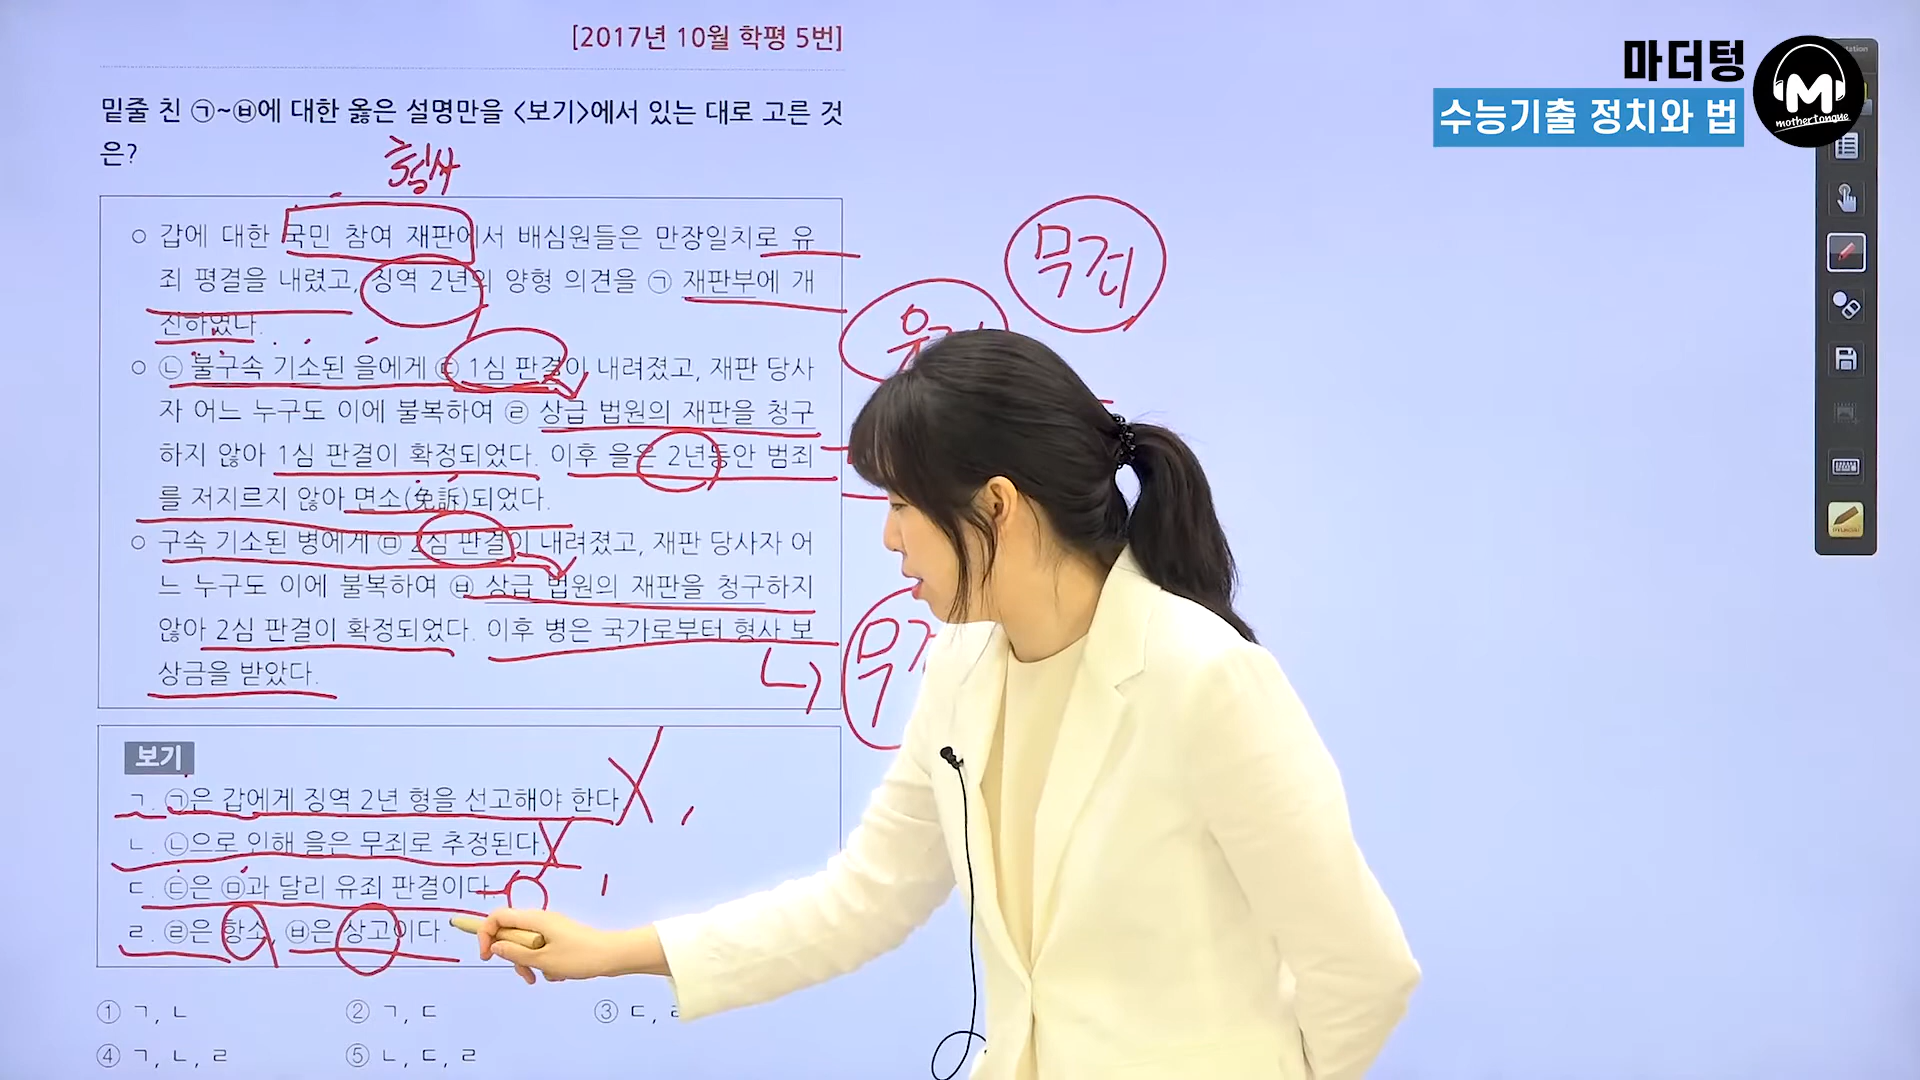 [2017년 10월 학평 5번]
마더텅
수능기출 정치와 법
mothertongue
밑줄 친 ㉠~㉥에 대한 옳은 설명만을 <보기>에서 있는 대로 고른 것
은?
형사
○ 갑에 대한 국민 참여 재판에서 배심원들은 만장일치로 유
죄 평결을 내렸고, 징역 2년의 양형 의견을 ㉠ 재판부에 개
진하였다.
○ ㉡ 불구속 기소된 을에게 ㉢ 1심 판결이 내려졌고, 재판 당사
자 어느 누구도 이에 불복하여 ㉣ 상급 법원의 재판을 청구
하지 않아 1심 판결이 확정되었다. 이후 을은 2년동안 범죄
를 저지르지 않아 면소(免訴)되었다.
○ 구속 기소된 병에게 ㉤ 2심 판결이 내려졌고, 재판 당사자 어
느 누구도 이에 불복하여 ㉥ 상급 법원의 재판을 청구하지
않아 2심 판결이 확정되었다. 이후 병은 국가로부터 형사 보
상금을 받았다.
무죄
유
무
보기
ㄱ. ㉠은 갑에게 징역 2년 형을 선고해야 한다.
ㄴ. ㉡으로 인해 을은 무죄로 추정된다.
ㄷ. ㉢은 ㉤과 달리 유죄 판결이다.
ㄹ. ㉣은 항소, ㉥은 상고이다.
① ㄱ, ㄴ ② ㄱ, ㄷ ③ ㄷ, ㄹ
④ ㄱ, ㄴ, ㄹ ⑤ ㄴ, ㄷ, ㄹ